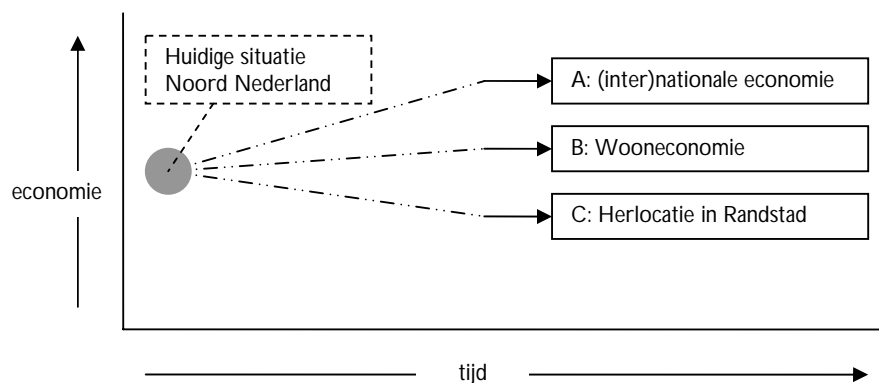 Huidige situatie
Noord Nederland
A: (inter)nationale economie
B: Wooneconomie
economie
C: Herlocatie in Randstad
tijd